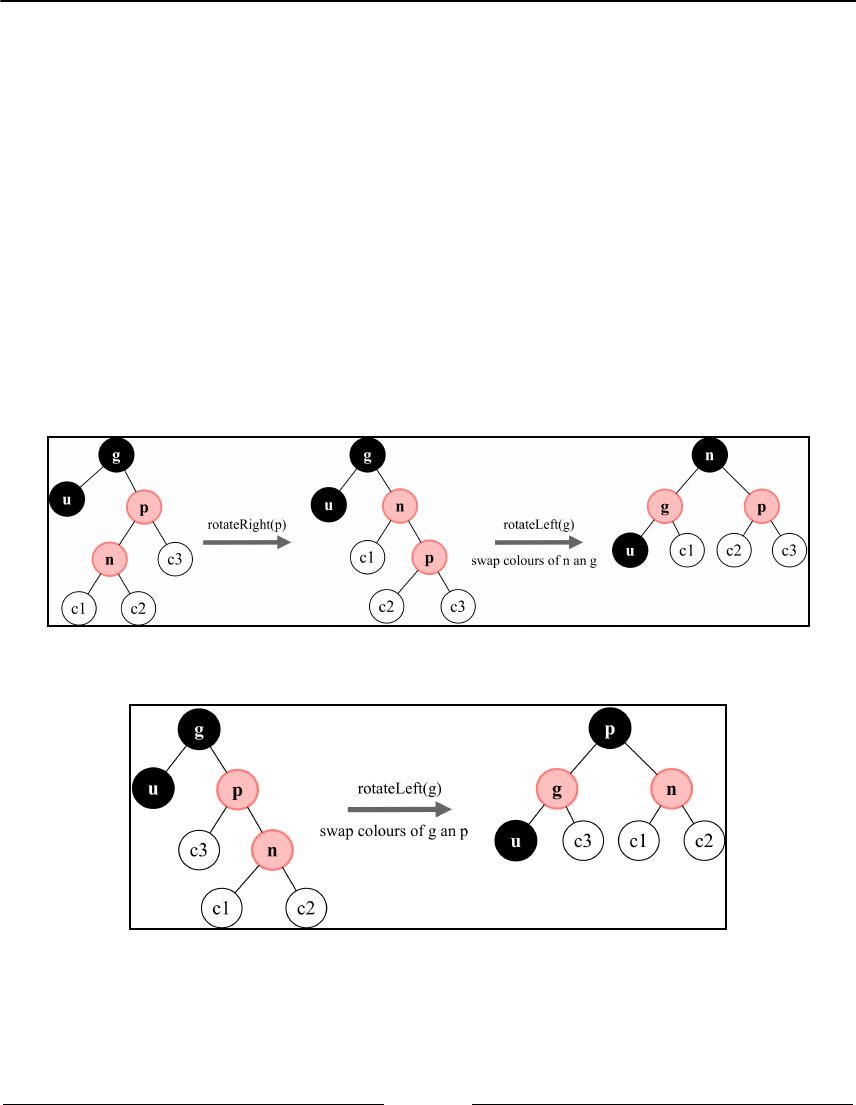 g
g
n
u
p
u
n
g
p
rotateRight(p)
rotateLeft(g)
n
c3
c1
p
u
c1
c2
c3
swap colours of n an g
c1
c2
c2
c3
g
p
u
p
rotateLeft(g)
g
n
swap colours of g an p
c3
n
u
c3
c1
c2
c1
c2